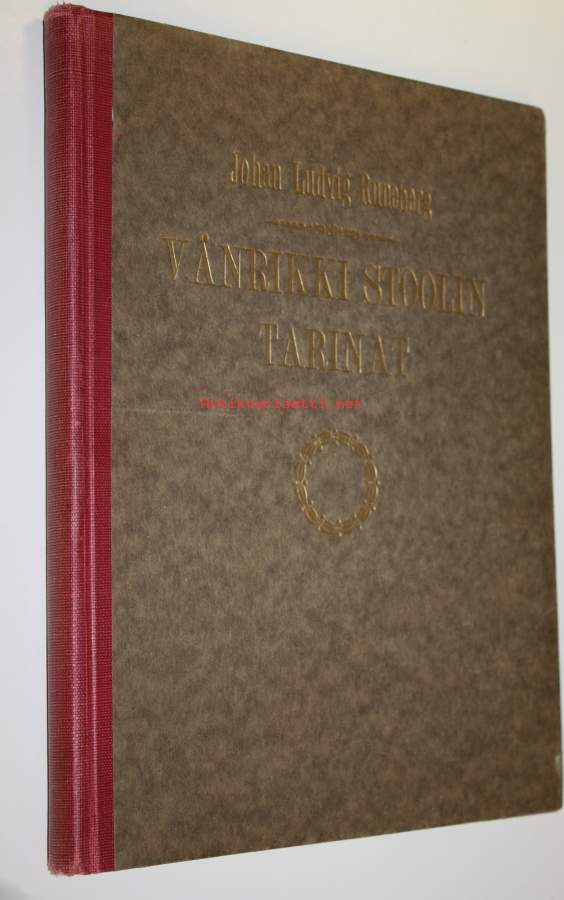 Johan Ludvig Runeberg
VÄNRIKKI STOOLIN
TARINAT
antikvariaatti.net